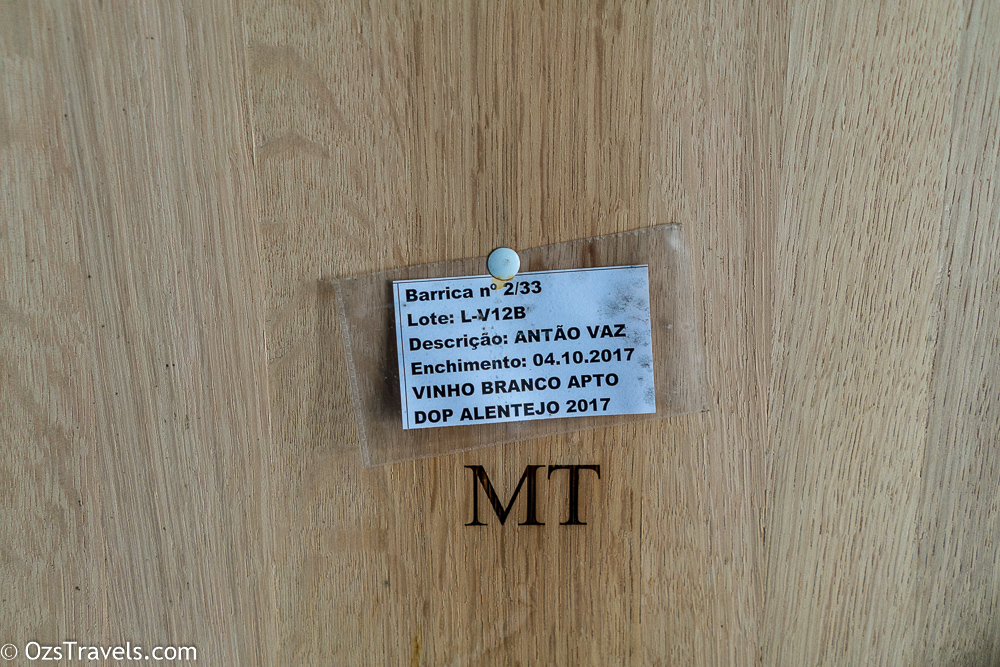 Barrica nº 2/33
Lote: L-V12B
Descrição: ANTÃO VAZ
Enchimento: 04.10.2017
VINHO BRANCO APTO
DOP ALENTEJO 2017
MT
© OzsTravels.com